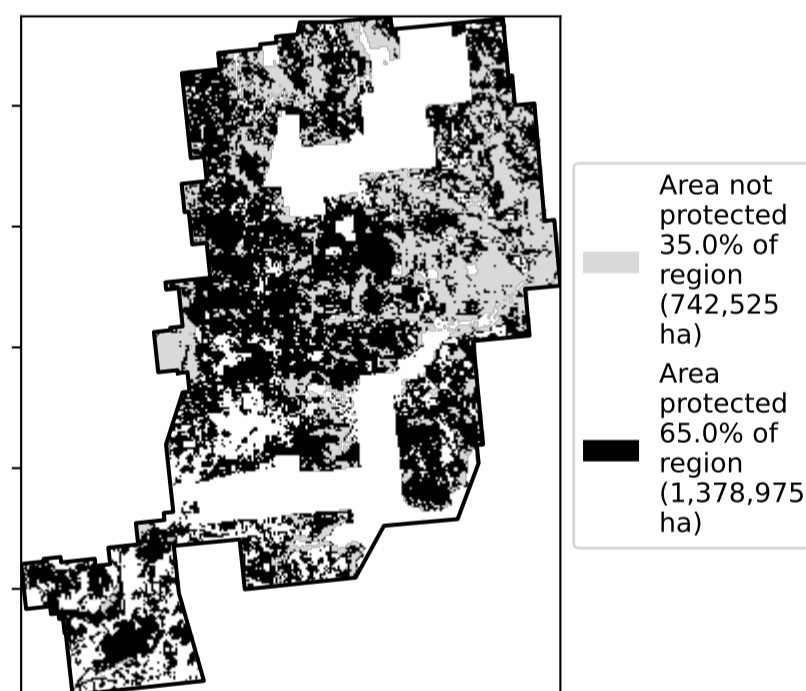 Area not
protected
35.0% of
region
(742,525
ha)
Area
protected
65.0% of
region
(1,378,975
ha)